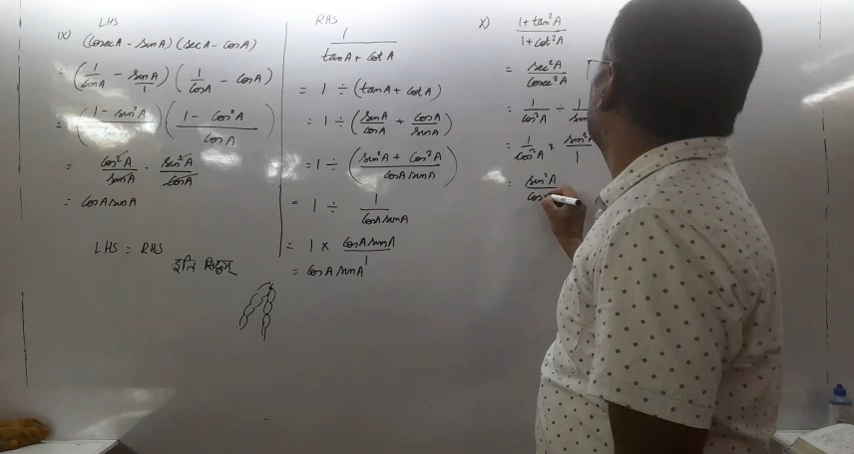 LHS
IX) (CosecA - sinA) (secA - CosA)
= (1/sinA - sinA/1) (1/CosA - CosA)
= (1 - sin²A/sinA) (1 - Cos²A/CosA)
= Cos²A/sinA · sin²A/CosA
= CosA sinA
LHS = RHS
इति सिद्धम्
RHS
1/tanA + CotA
= 1 ÷ (tanA + CotA)
= 1 ÷ (sinA/CosA + CosA/sinA)
= 1 ÷ (sin²A + Cos²A/CosA sinA)
= 1 ÷ 1/CosA sinA
= 1 × CosA sinA/1
= CosA sinA
X) 1 + tan²A/1 + Cot²A
= sec²A/Cosec²A
= 1/Cos²A ÷ 1/sin
= 1/Cos²A × sin²/1
= sin²A/Cos